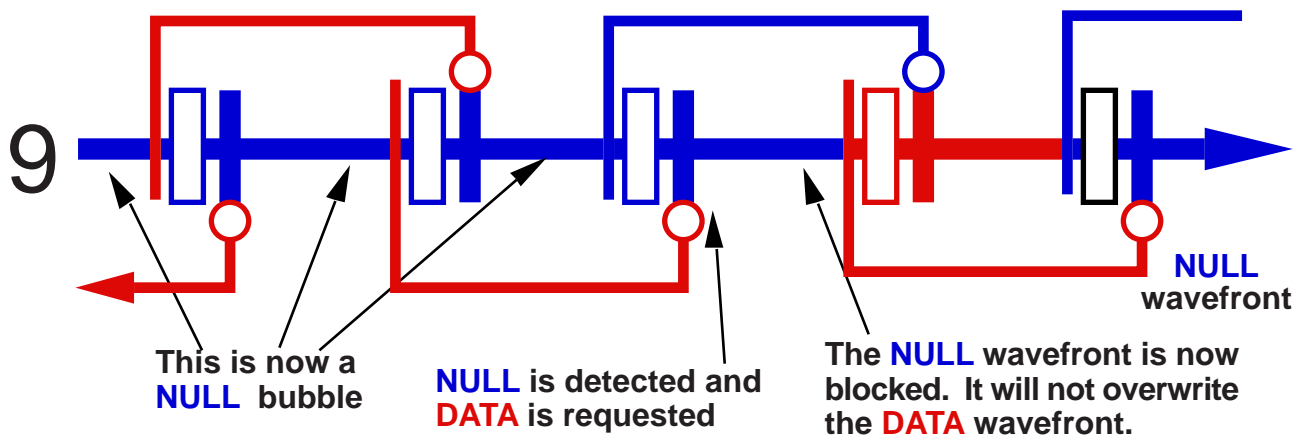 9
This is now a
NULL bubble
NULL is detected and
DATA is requested
The NULL wavefront is now
blocked. It will not overwrite
the DATA wavefront.
NULL
wavefront